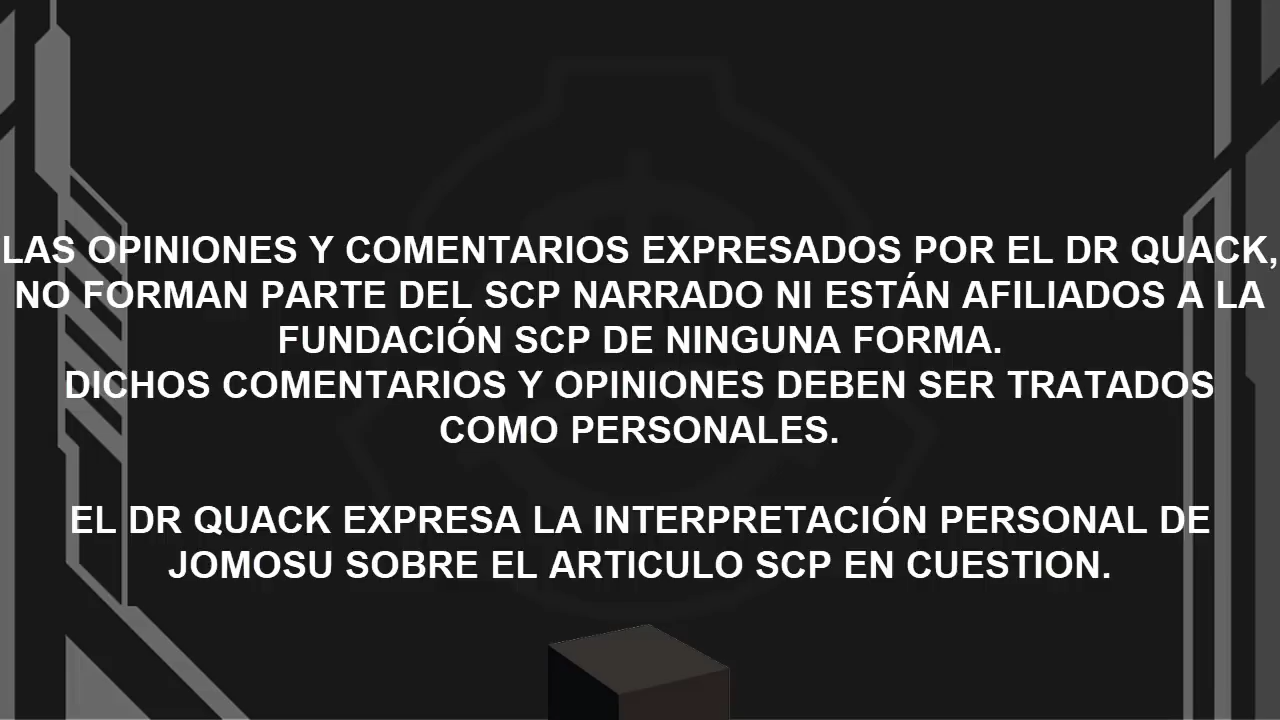 LAS OPINIONES Y COMENTARIOS EXPRESADOS POR EL DR QUACK,
NO FORMAN PARTE DEL SCP NARRADO NI ESTÁN AFILIADOS A LA
FUNDACIÓN SCP DE NINGUNA FORMA.
DICHOS COMENTARIOS Y OPINIONES DEBEN SER TRATADOS
COMO PERSONALES.
EL DR QUACK EXPRESA LA INTERPRETACIÓN PERSONAL DE
JOMOSU SOBRE EL ARTICULO SCP EN CUESTION.